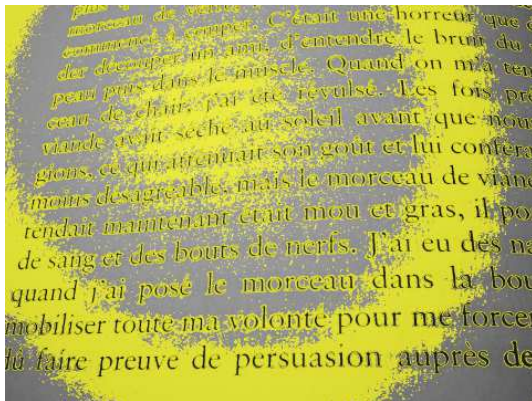 morceau de
commencé à couper. C'était une horreur que
der découper un ami, d'entendre le bruit du
peau puis dans le muscle. Quand on m'a ten
ceau de chair, j'ai été révulsé. Les fois pré
viande avait séché au soleil avant que nou
gions, ce qui atténuait son goût et lui conféra
moins désagréable, mais le morceau de viand
tendait maintenant était mou et gras, il po
de sang et des bouts de nerfs. J'ai eu des na
quand j'ai posé le morceau dans la bou
mobiliser toute ma volonté pour me forcer
dû faire preuve de persuasion auprès de